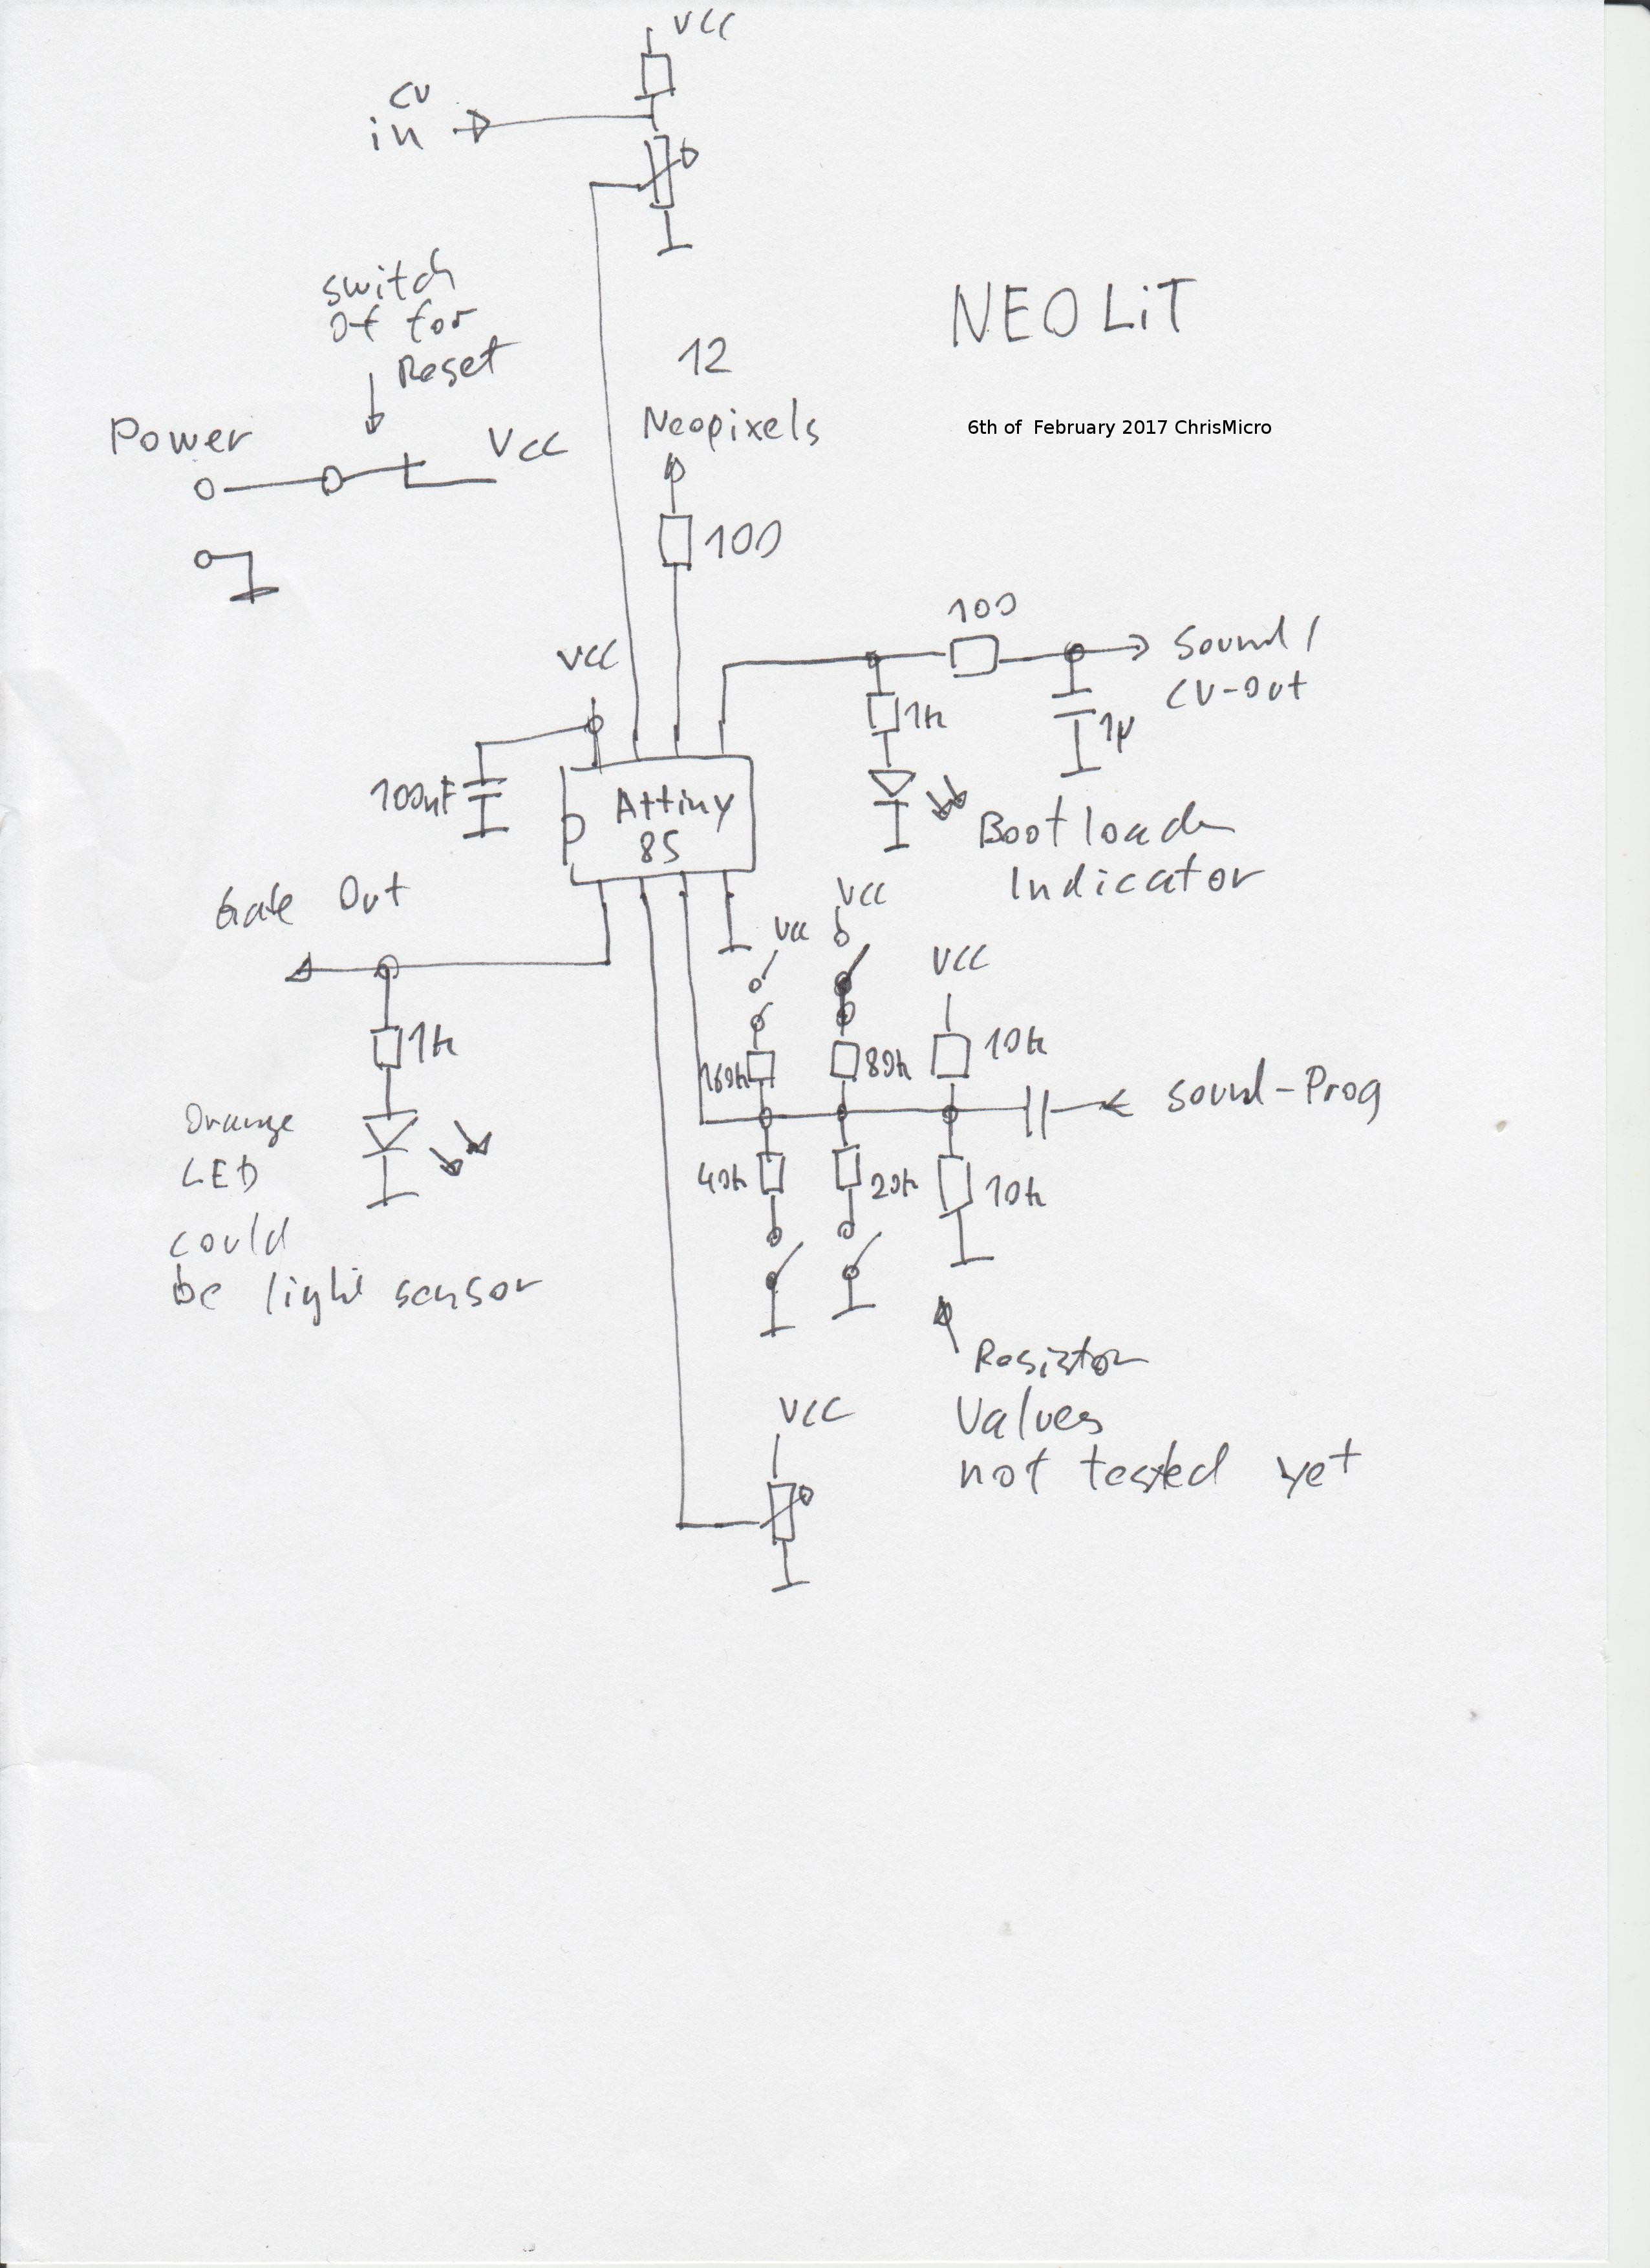 VCC
CV
in
switch
of for
Reset
NEOLiT
12
Neopixels
6th of February 2017 ChrisMicro
Power
VCC
100
100
Sound /
CV-out
VCC
1k
1µ
100nF
Attiny
85
Bootloader
Indicator
Gate Out
VCC
VCC
VCC
1k
160k
80k
10k
sound-Prog
Orange
LED
40k
20k
10k
could
be light sensor
Resistor
Values
not tested yet
VCC